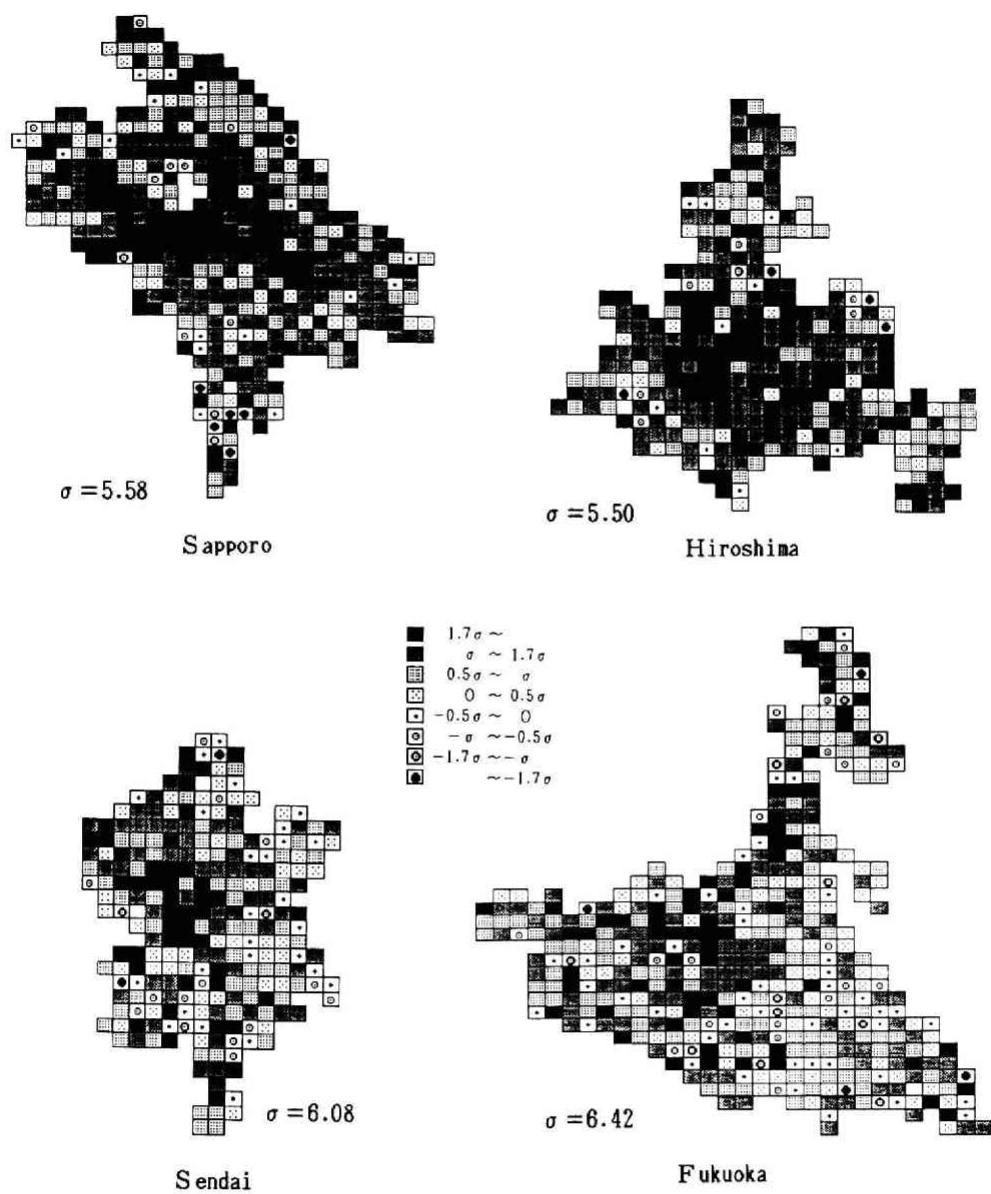 σ=5.58
Sapporo
σ=5.50
Hiroshima
1.7σ ~
σ ~ 1.7σ
0.5σ ~ σ
0 ~ 0.5σ
-0.5σ ~ 0
-σ ~ -0.5σ
-1.7σ ~ -σ
~ -1.7σ
σ=6.08
Sendai
σ=6.42
Fukuoka